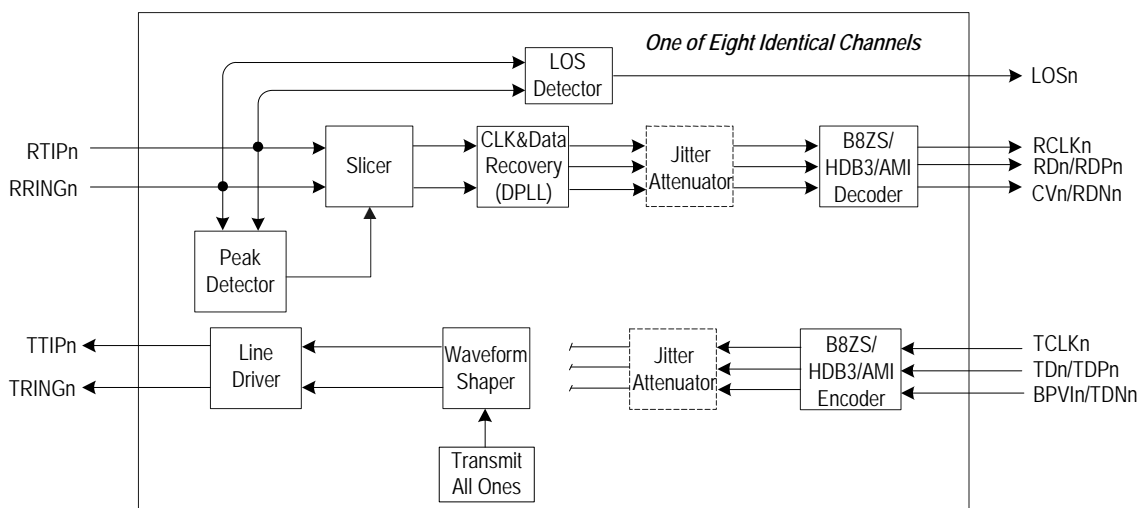 One of Eight Identical Channels
LOS
Detector
LOSn
RTIPn
RRINGn
Slicer
CLK&Data
Recovery
(DPLL)
Jitter
Attenuator
B8ZS/
HDB3/AMI
Decoder
RCLKn
RDn/RDPn
CVn/RDNn
Peak
Detector
TTIPn
TRINGn
Line
Driver
Waveform
Shaper
Jitter
Attenuator
B8ZS/
HDB3/AMI
Encoder
TCLKn
TDn/TDPn
BPVIn/TDNn
Transmit
All Ones